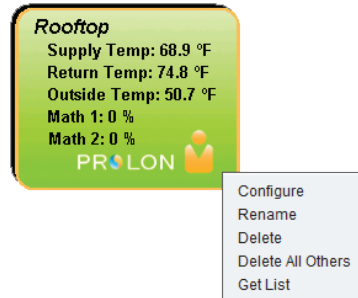 Rooftop
Supply Temp: 68.9 °F
Return Temp: 74.8 °F
Outside Temp: 50.7 °F
Math 1: 0 %
Math 2: 0 %
PROLON
Configure
Rename
Delete
Delete All Others
Get List